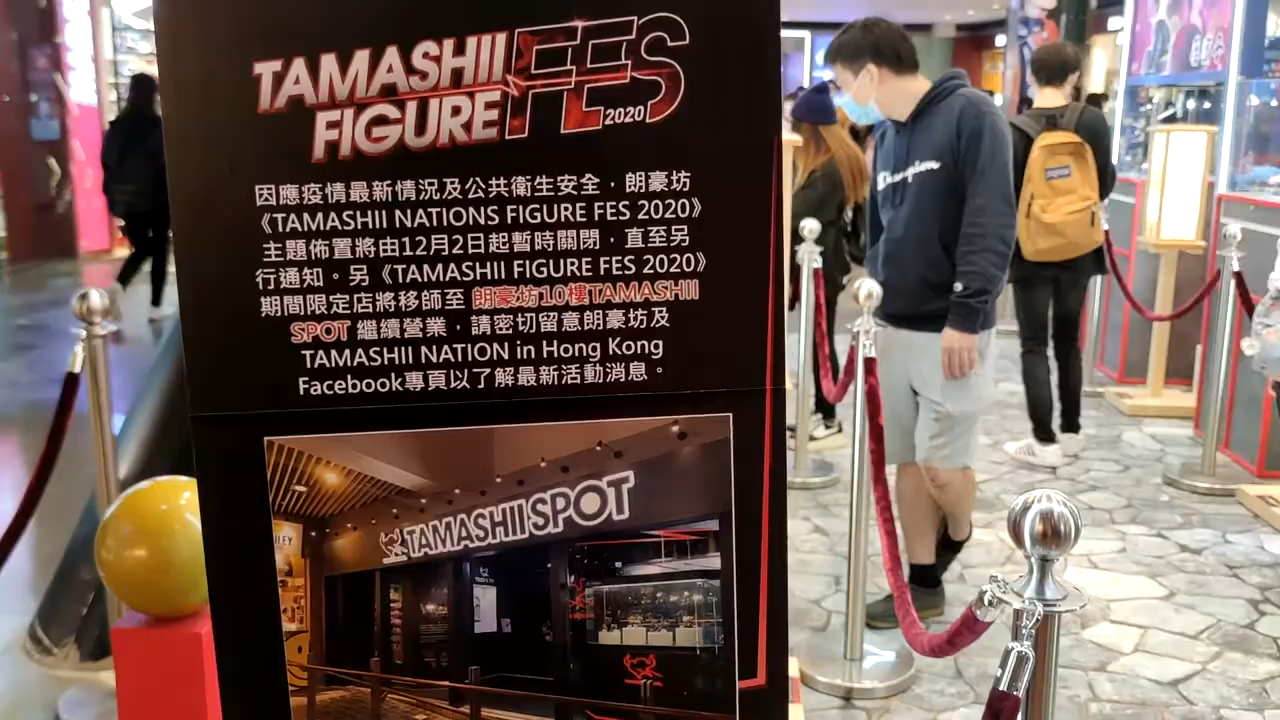 TAMASHII
FIGURE
FES
2020
因應疫情最新情況及公共衛生安全，朗豪坊
《TAMASHII NATIONS FIGURE FES 2020》
主題佈置將由12月2日起暫時關閉，直至另
行通知。另《TAMASHII FIGURE FES 2020》
期間限定店將移師至 朗豪坊10樓TAMASHII
SPOT 繼續營業，請密切留意朗豪坊及
TAMASHII NATION in Hong Kong
Facebook專頁以了解最新活動消息。
TAMASHII SPOT
Champion